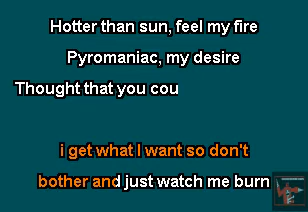 Hotter than sun, feel my fire
Pyromaniac, my desire
Thought that you cou
i get what I want so don't
bother and just watch me burn